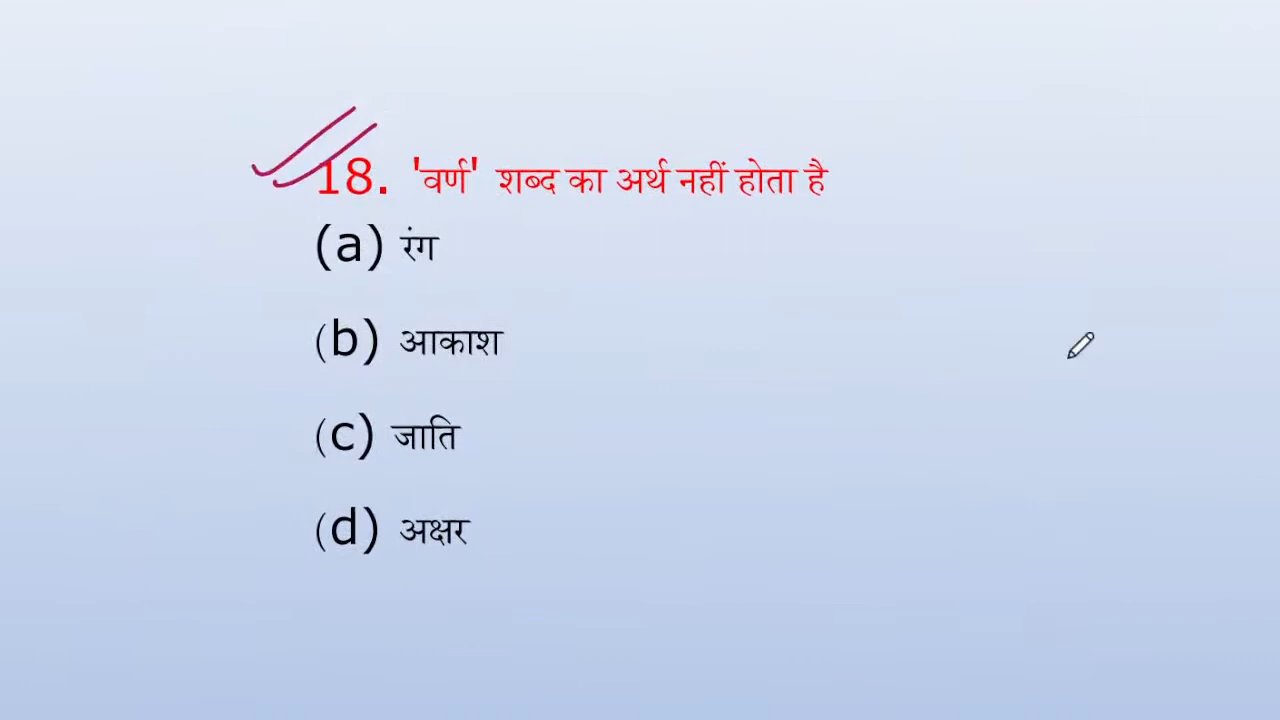 18. 'वर्ण' शब्द का अर्थ नहीं होता है
(a) रंग
(b) आकाश
(c) जाति
(d) अक्षर